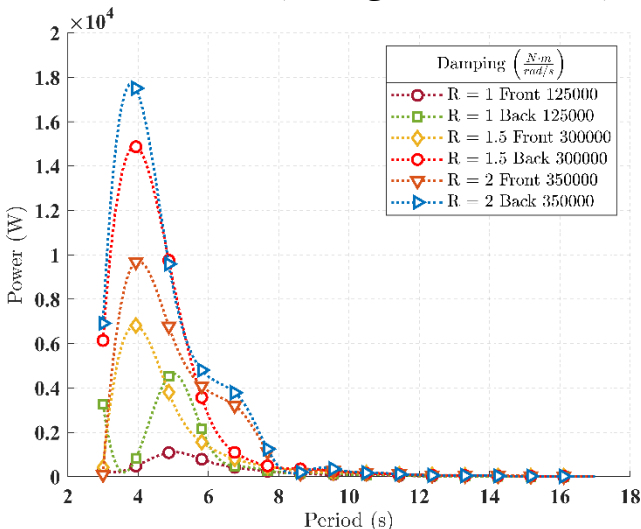 ×10⁴
2
1.8
1.6
1.4
1.2
1
0.8
0.6
0.4
0.2
0
Power (W)
2 4 6 8 10 12 14 16 18
Period (s)
Damping (N·m / rad/s)
R = 1 Front 125000
R = 1 Back 125000
R = 1.5 Front 300000
R = 1.5 Back 300000
R = 2 Front 350000
R = 2 Back 350000